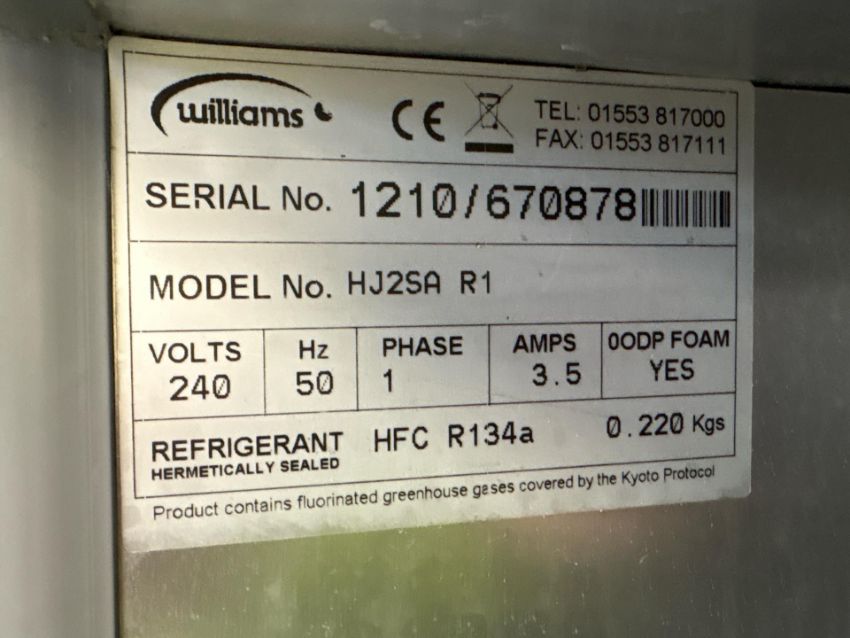 williams
CE
TEL: 01553 817000
FAX: 01553 817111
SERIAL No. 1210/670878
MODEL No. HJ2SA R1
VOLTS Hz PHASE AMPS 0ODP FOAM
240 50 1 3.5 YES
REFRIGERANT HFC R134a 0.220 Kgs
HERMETICALLY SEALED
Product contains fluorinated greenhouse gases covered by the Kyoto Protocol